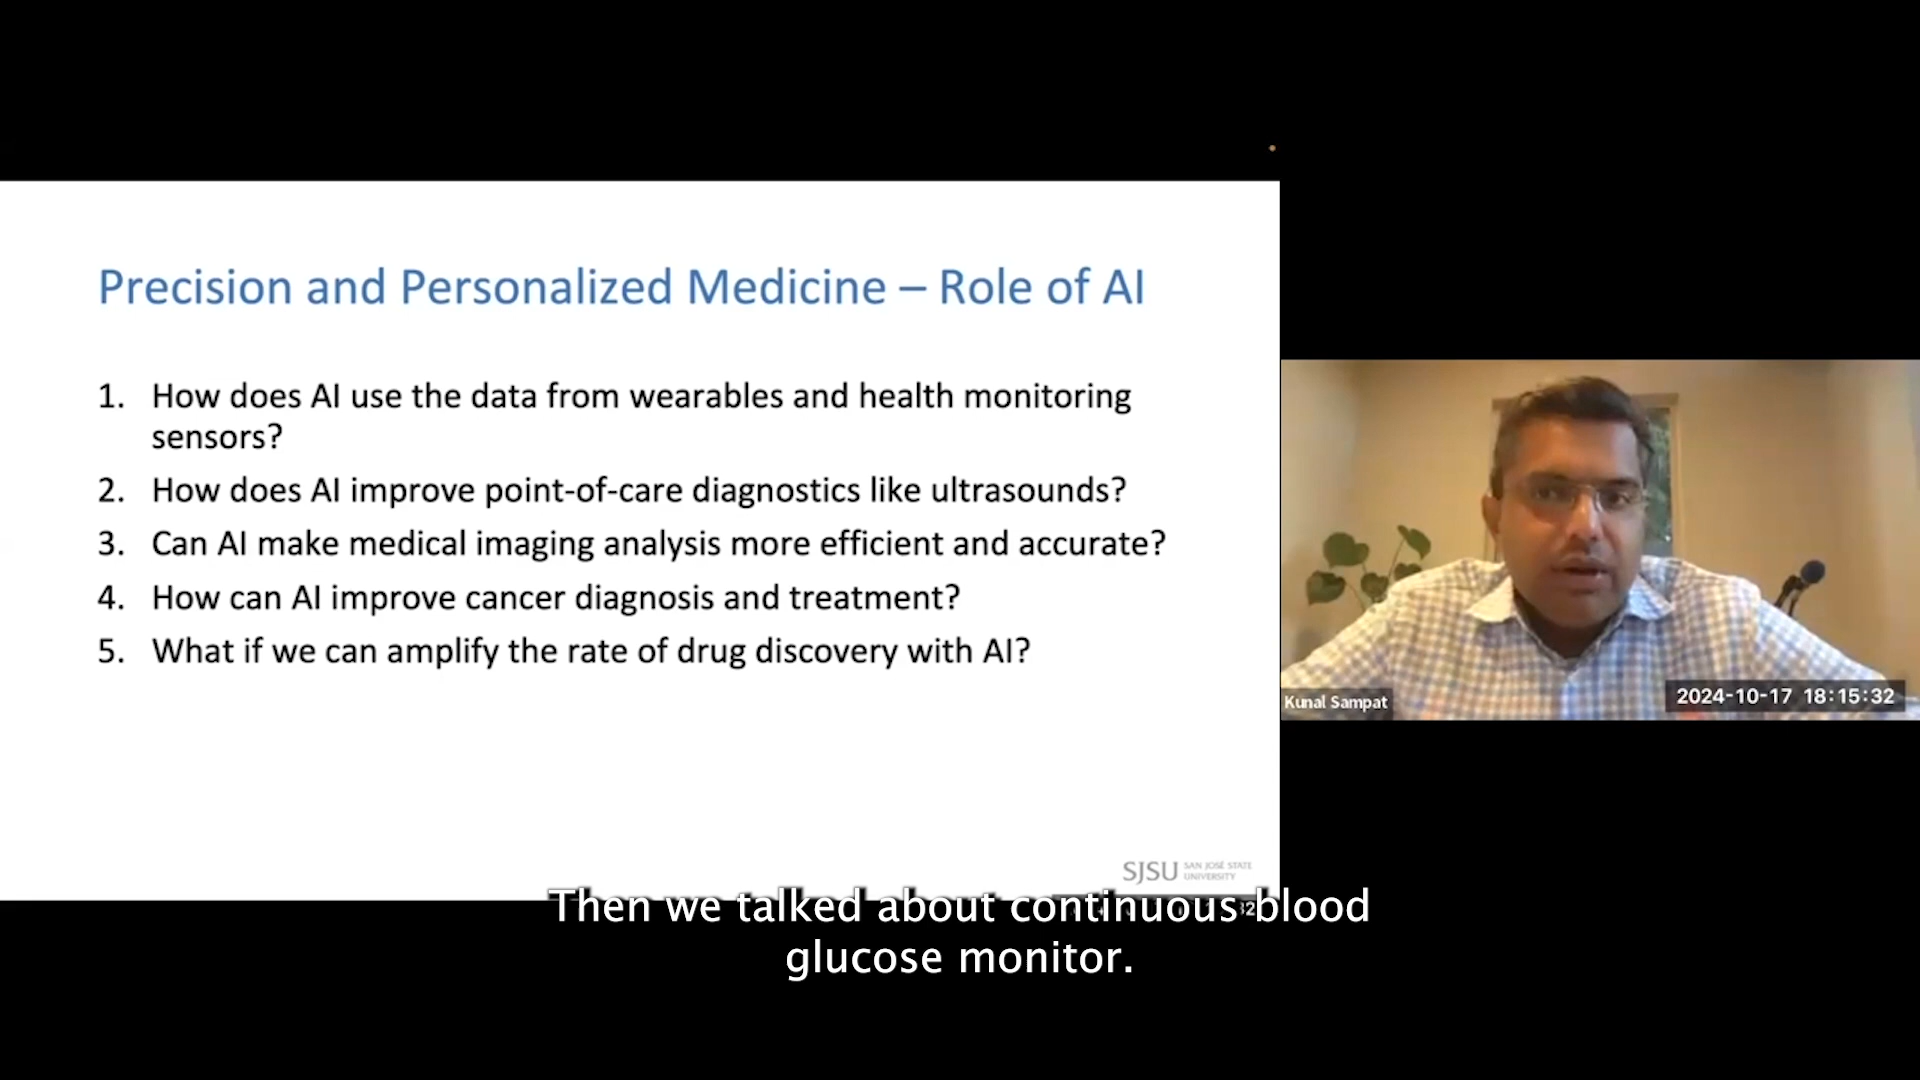 Precision and Personalized Medicine – Role of AI
1. How does AI use the data from wearables and health monitoring
sensors?
2. How does AI improve point-of-care diagnostics like ultrasounds?
3. Can AI make medical imaging analysis more efficient and accurate?
4. How can AI improve cancer diagnosis and treatment?
5. What if we can amplify the rate of drug discovery with AI?
Kunal Sampat
2024-10-17 18:15:32
SJSU SAN JOSÉ STATE
UNIVERSITY
Then we talked about continuous blood
glucose monitor.